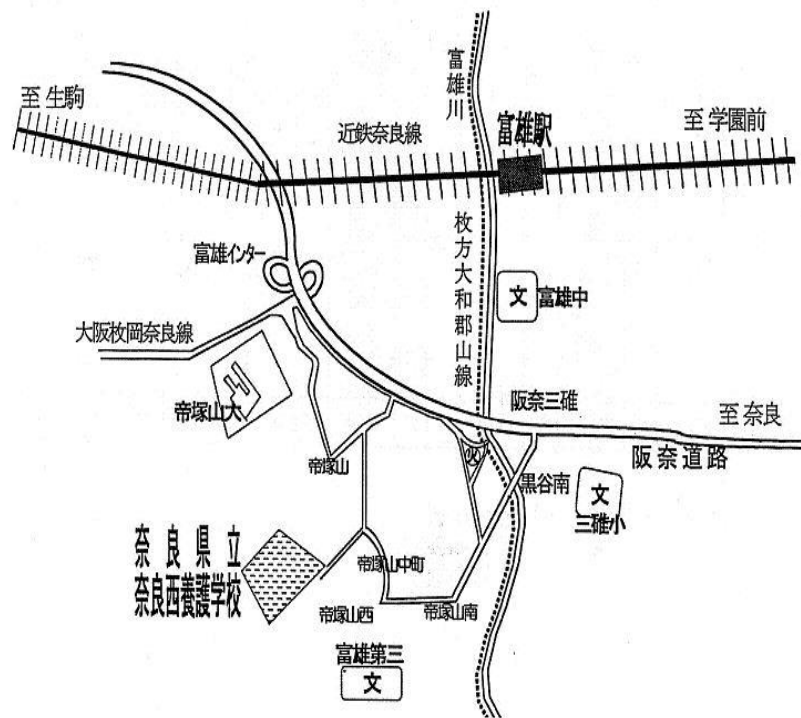 富雄川
至 生駒
近鉄奈良線
富雄駅
至 学園前
富雄インター
枚方大和郡山線
文
富雄中
大阪枚岡奈良線
帝塚山大
阪奈三碓
至 奈良
阪奈道路
帝塚山
火
黒谷南
文
三碓小
奈良県立
奈良西養護学校
帝塚山中町
帝塚山西
帝塚山南
富雄第三
文